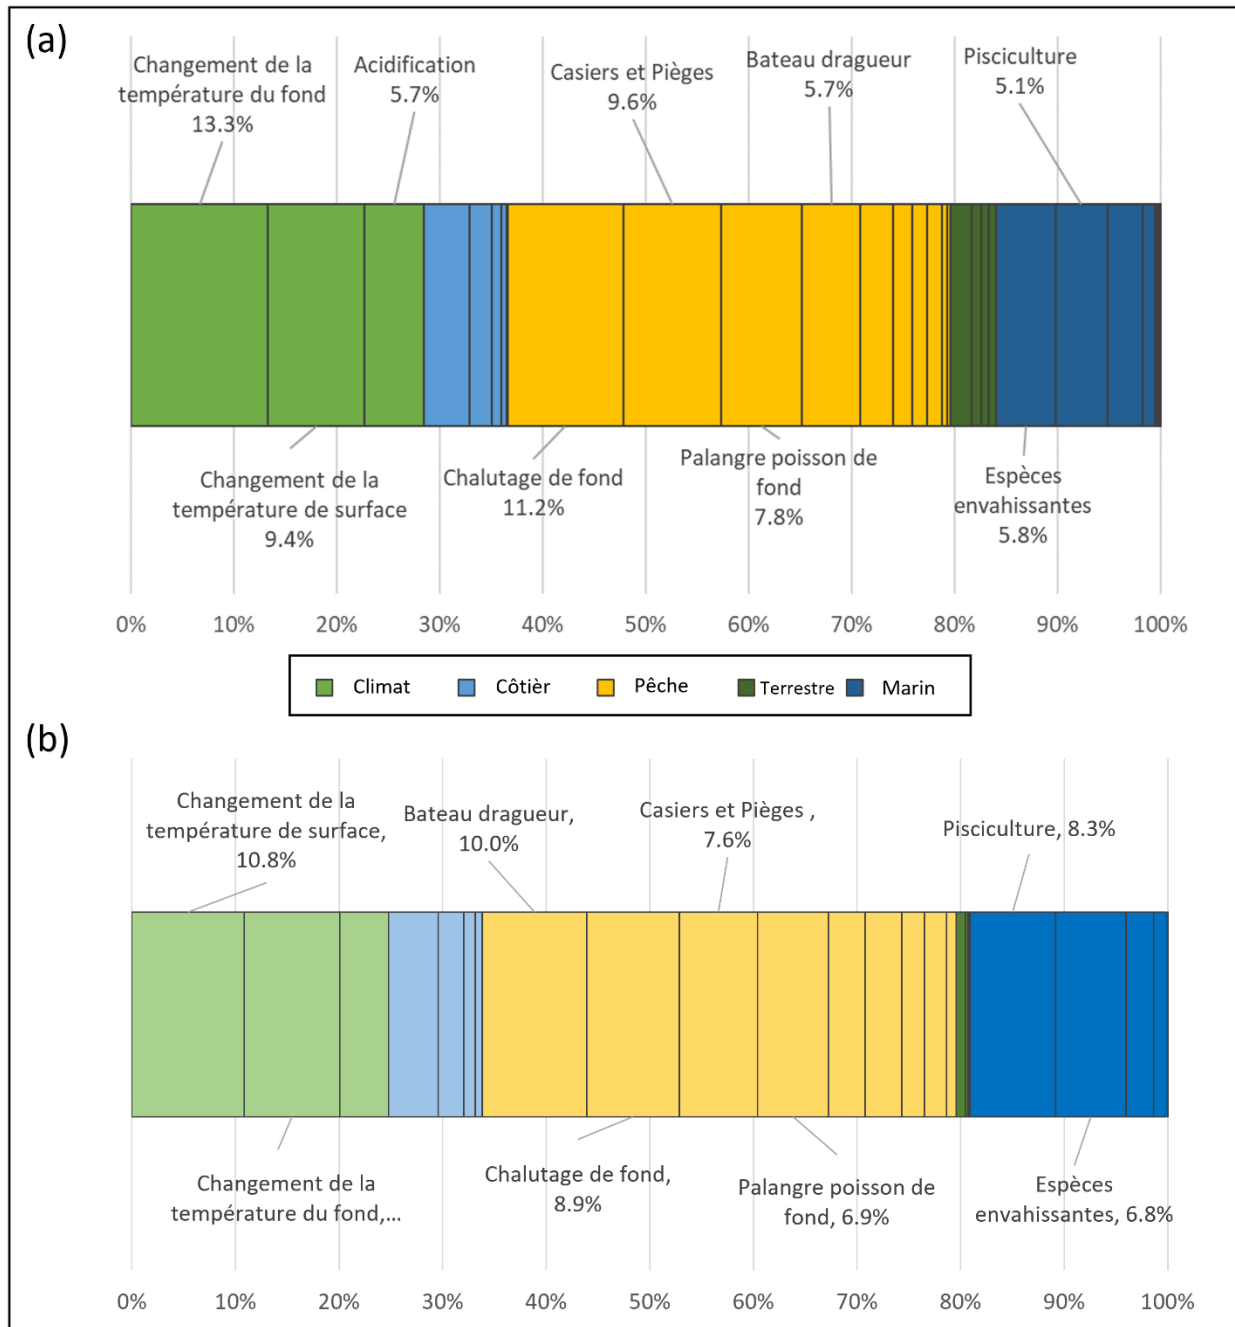 (a)
Changement de la
température du fond
13.3%
Acidification
5.7%
Casiers et Pièges
9.6%
Bateau dragueur
5.7%
Pisciculture
5.1%
Changement de la
température de surface
9.4%
Chalutage de fond
11.2%
Palangre poisson de
fond
7.8%
Espèces
envahissantes
5.8%
0% 10% 20% 30% 40% 50% 60% 70% 80% 90% 100%
Climat Côtièr Pêche Terrestre Marin
(b)
Changement de la
température de surface,
10.8%
Bateau dragueur,
10.0%
Casiers et Pièges ,
7.6%
Pisciculture, 8.3%
Changement de la
température du fond,...
Chalutage de fond,
8.9%
Palangre poisson de
fond, 6.9%
Espèces
envahissantes, 6.8%
0% 10% 20% 30% 40% 50% 60% 70% 80% 90% 100%